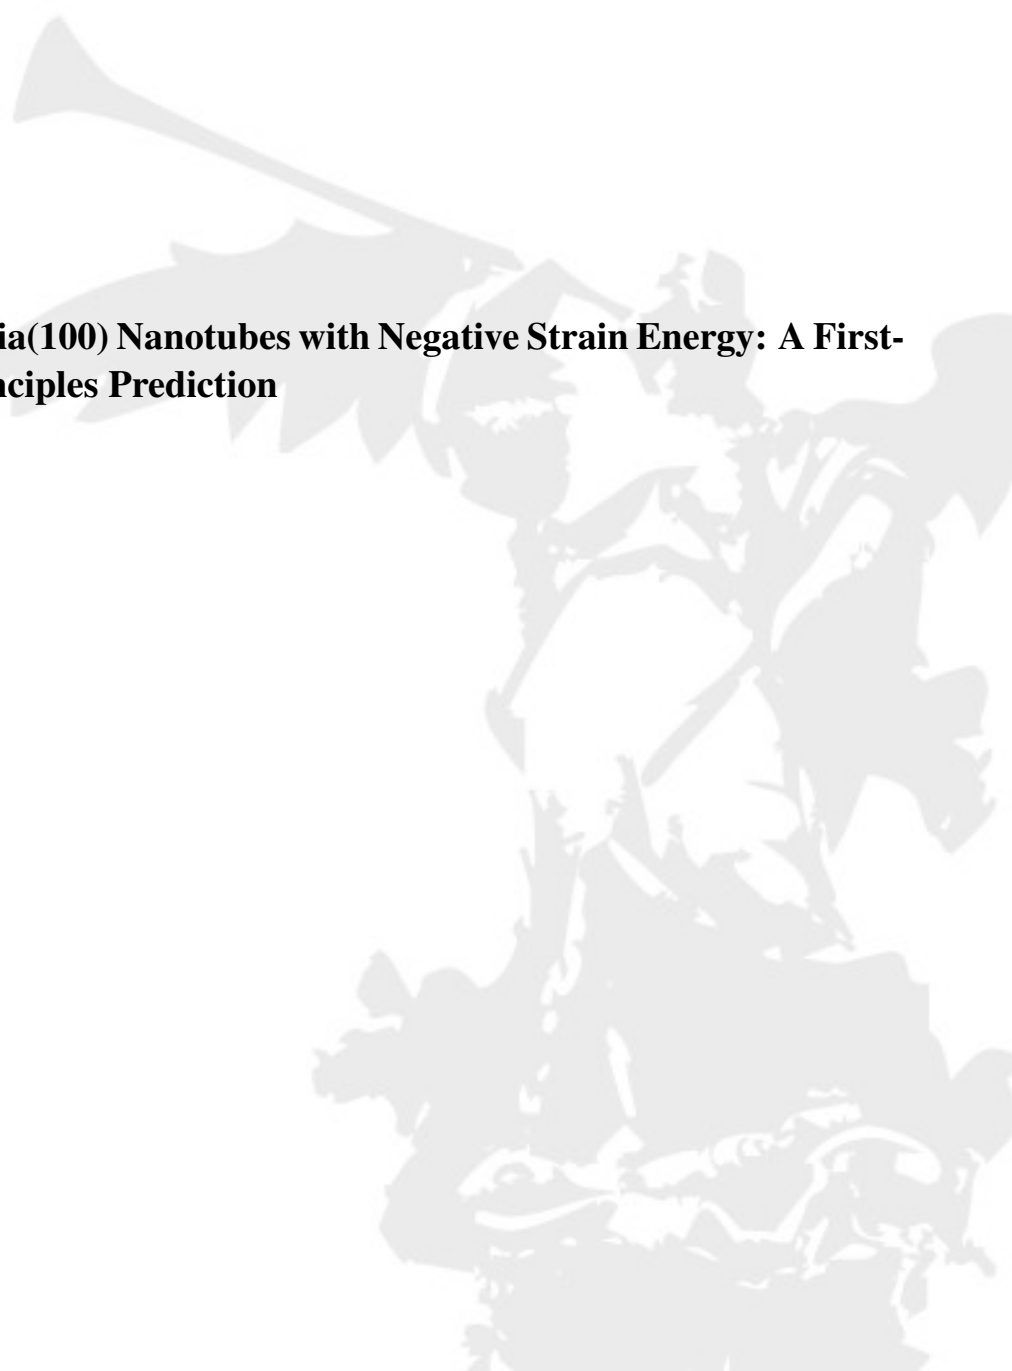 ia(100) Nanotubes with Negative Strain Energy: A First-
nciples Prediction